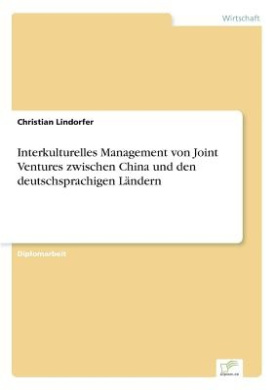 Wirtschaft
Christian Lindorfer
Interkulturelles Management von Joint
Ventures zwischen China und den
deutschsprachigen Ländern
Diplomarbeit